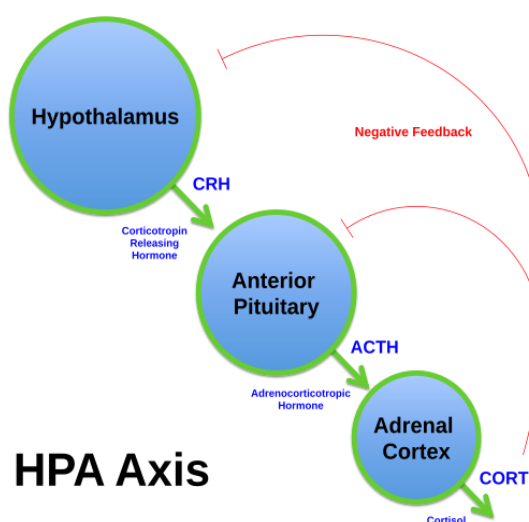 Hypothalamus
Negative Feedback
CRH
Corticotropin
Releasing
Hormone
Anterior
Pituitary
ACTH
Adrenocorticotropic
Hormone
Adrenal
Cortex
HPA Axis
CORT
Cortisol